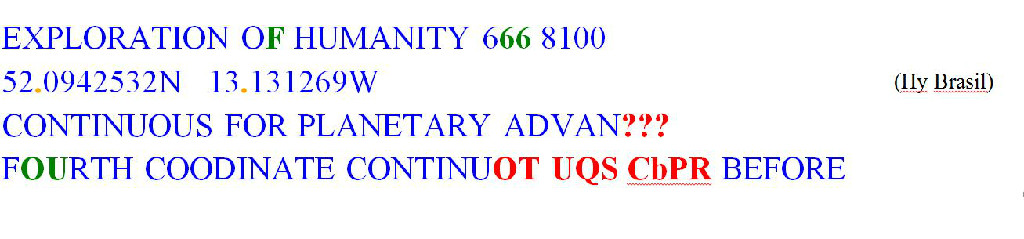 EXPLORATION OF HUMANITY 666 8100
52.0942532N 13.131269W (Hy Brasil)
CONTINUOUS FOR PLANETARY ADVAN???
FOURTH COODINATE CONTINUOT UQS CbPR BEFORE